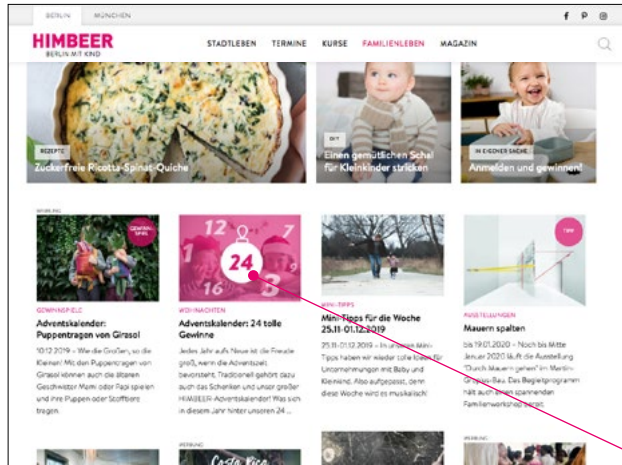 BERLIN MÜNCHEN
HIMBEER
BERLIN MIT KIND
STADTLEBEN TERMINE KURSE FAMILIENLEBEN MAGAZIN
REZEPTE
Zuckerfreie Ricotta-Spinat-Quiche
DIY
Einen gemütlichen Schal
für Kleinkinder stricken
IN EIGENER SACHE
Anmelden und gewinnen!
WERBUNG
GEWINN-
SPIEL
GEWINNSPIELE
Adventskalender:
Puppentragen von Girasol
10.12.2019 – Wie die Großen, so die
Kleinen! Mit den Puppentragen von
Girasol können auch die älteren
Geschwister Mami oder Papi spielen
und ihre Puppen oder Stofftiere
tragen.
12
7
24
16
8
9
WEIHNACHTEN
Adventskalender: 24 tolle
Gewinne
Jedes Jahr aufs Neue ist die Freude
groß, wenn die Adventszeit
bevorsteht. Traditionell gehört dazu
auch das Schenken und unser großer
HIMBEER-Adventskalender! Was sich
in diesem Jahr hinter unseren 24 ...
MINI-TIPPS
Mini-Tipps für die Woche
25.11.-01.12.2019
25.11.-01.12.2019 – In unseren Mini-
Tipps haben wir wieder tolle Ideen für
Unternehmungen mit Baby und
Kleinkind. Also aufgepasst, denn
diese Woche wird es musikalisch!
TIPP
AUSSTELLUNGEN
Mauern spalten
bis 19.01.2020 – Noch bis Mitte
Januar 2020 läuft die Ausstellung
"Durch Mauern gehen" im Martin-
Gropius-Bau. Das Begleitprogramm
hält auch einen spannenden
Familienworkshop bereit.
WERBUNG
Costa Rica
WERBUNG